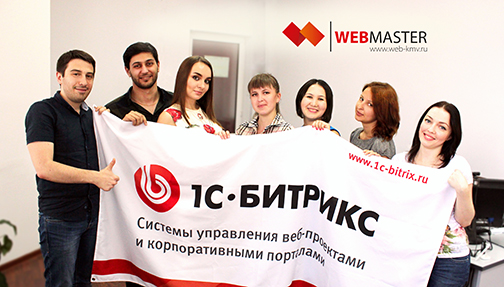 WEBMASTER
www.web-kmv.ru
www.1c-bitrix.ru
1С·БИТРИКС
Системы управления веб-проектами
и корпоративными порталами